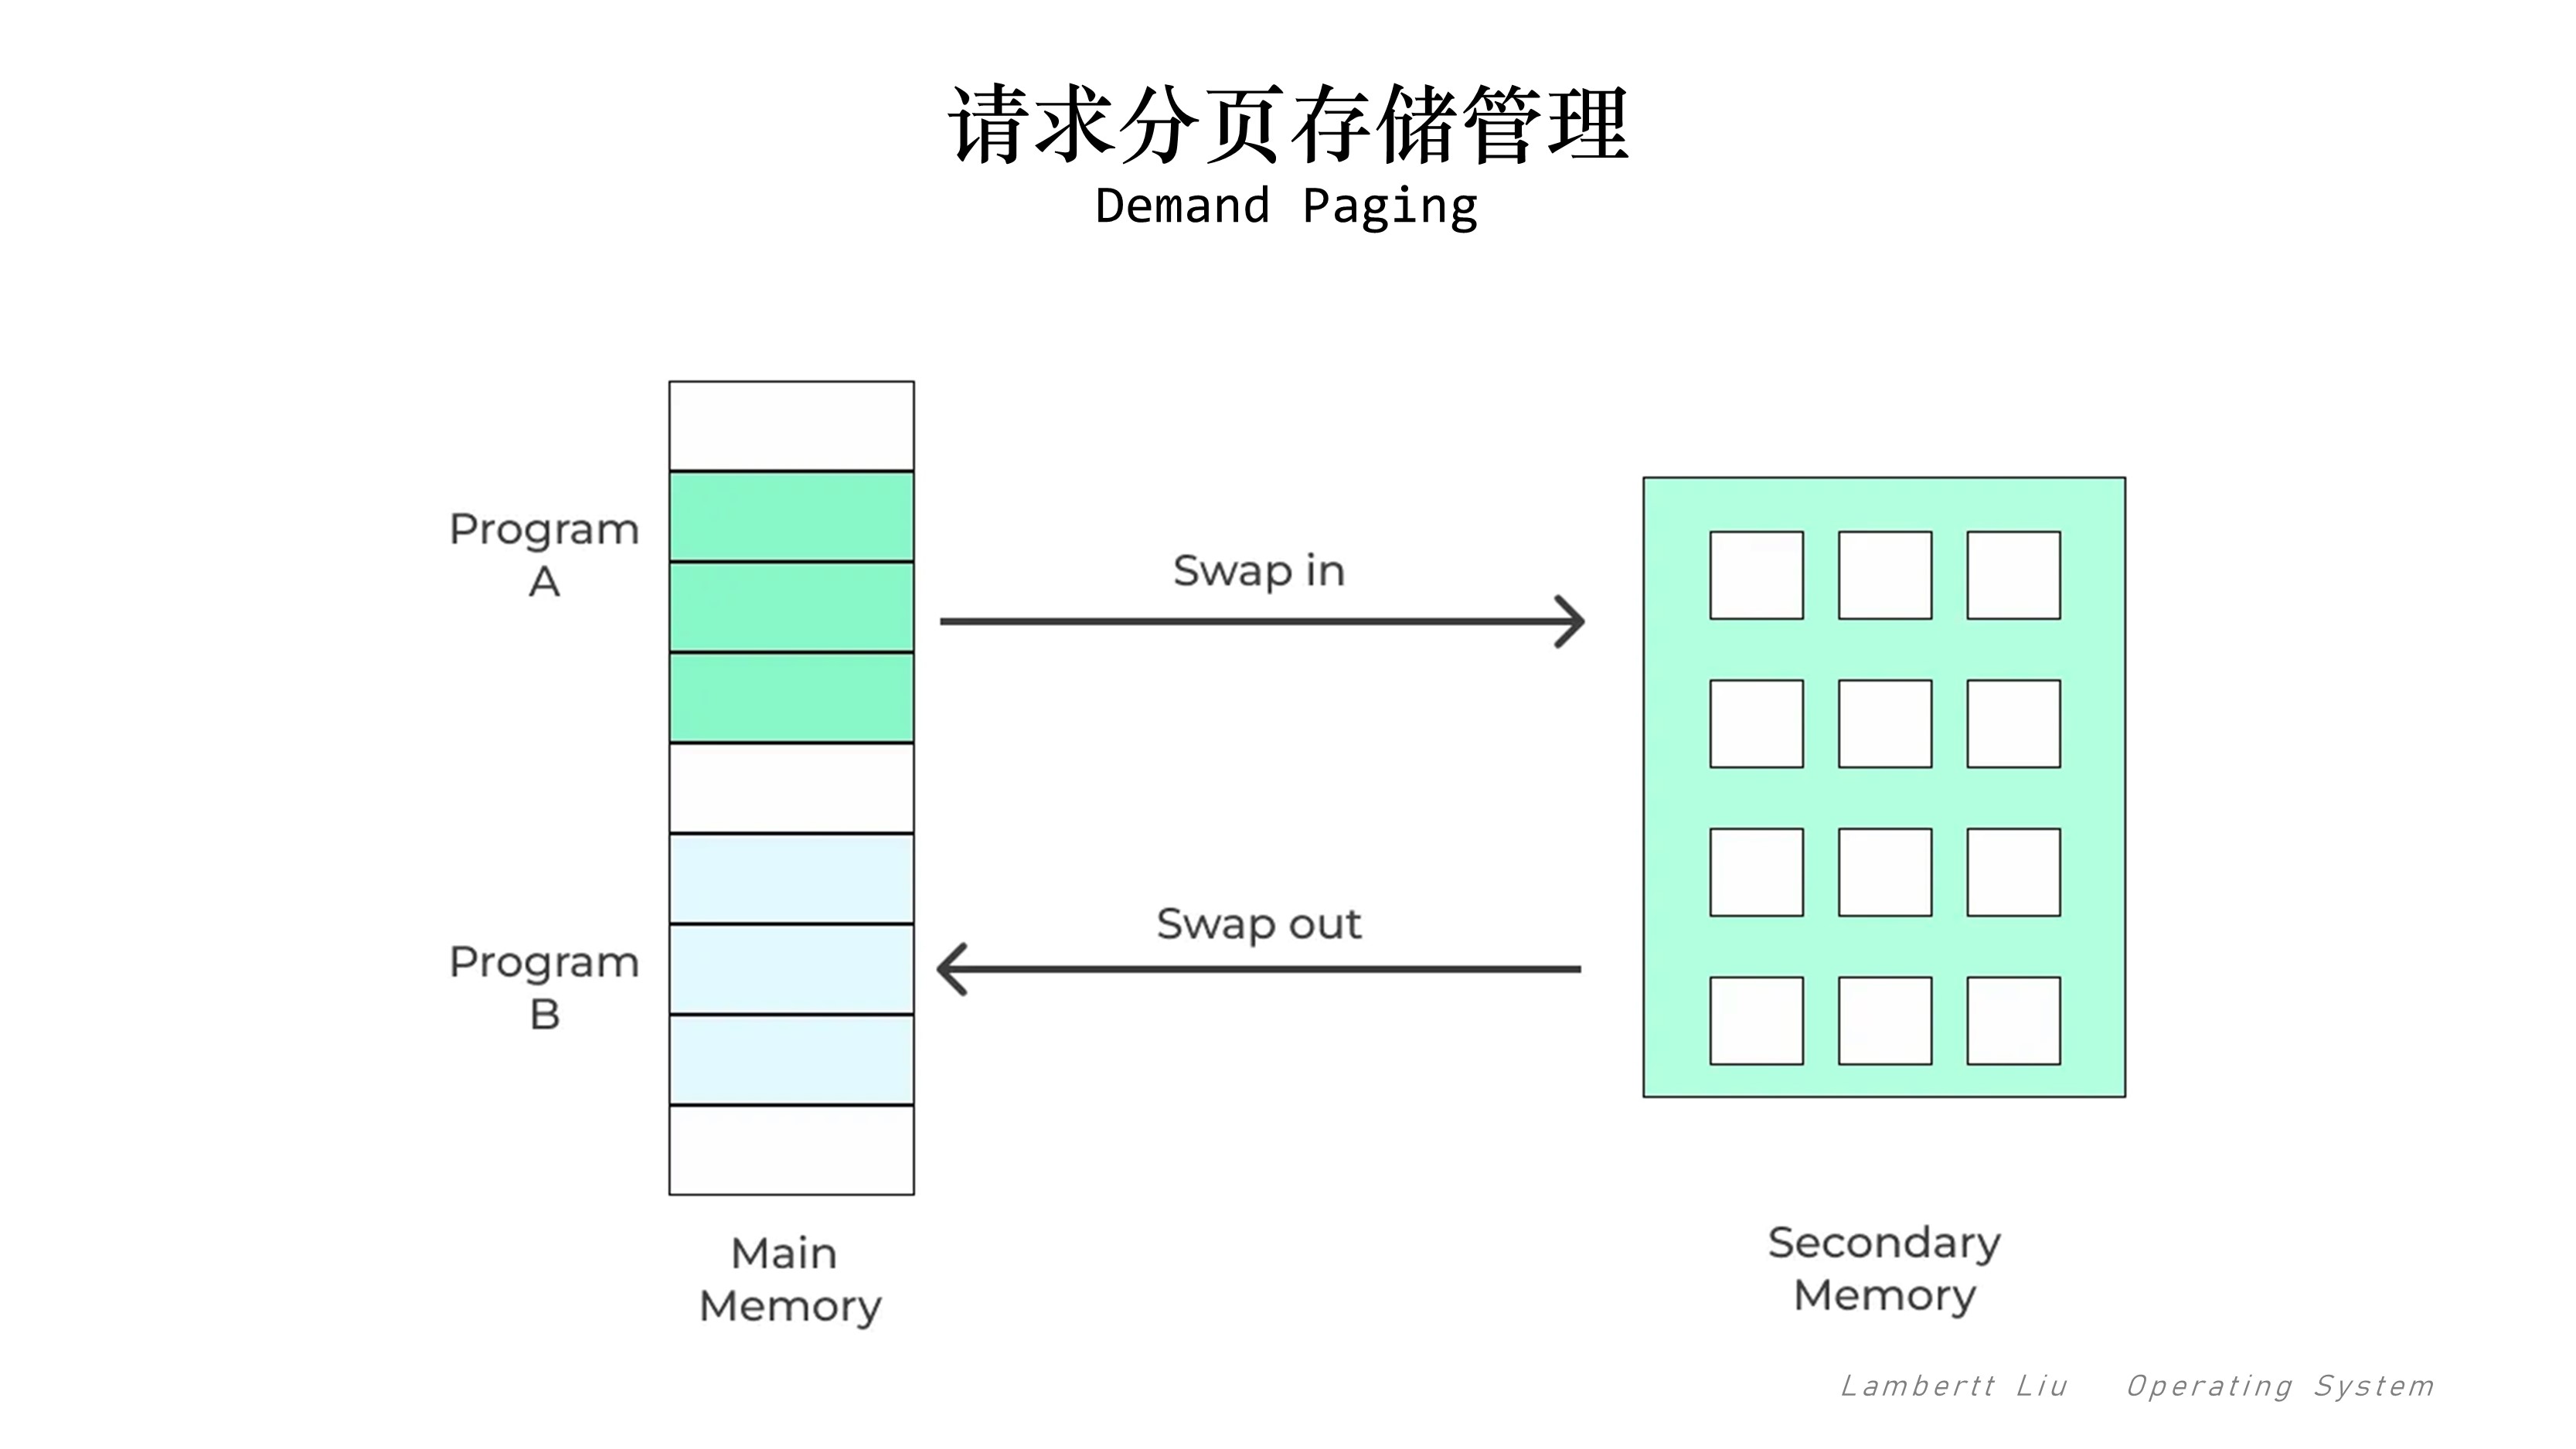 请求分页存储管理
Demand Paging
Program
A
Swap in
Swap out
Program
B
Main
Memory
Secondary
Memory
Lambertt Liu Operating System